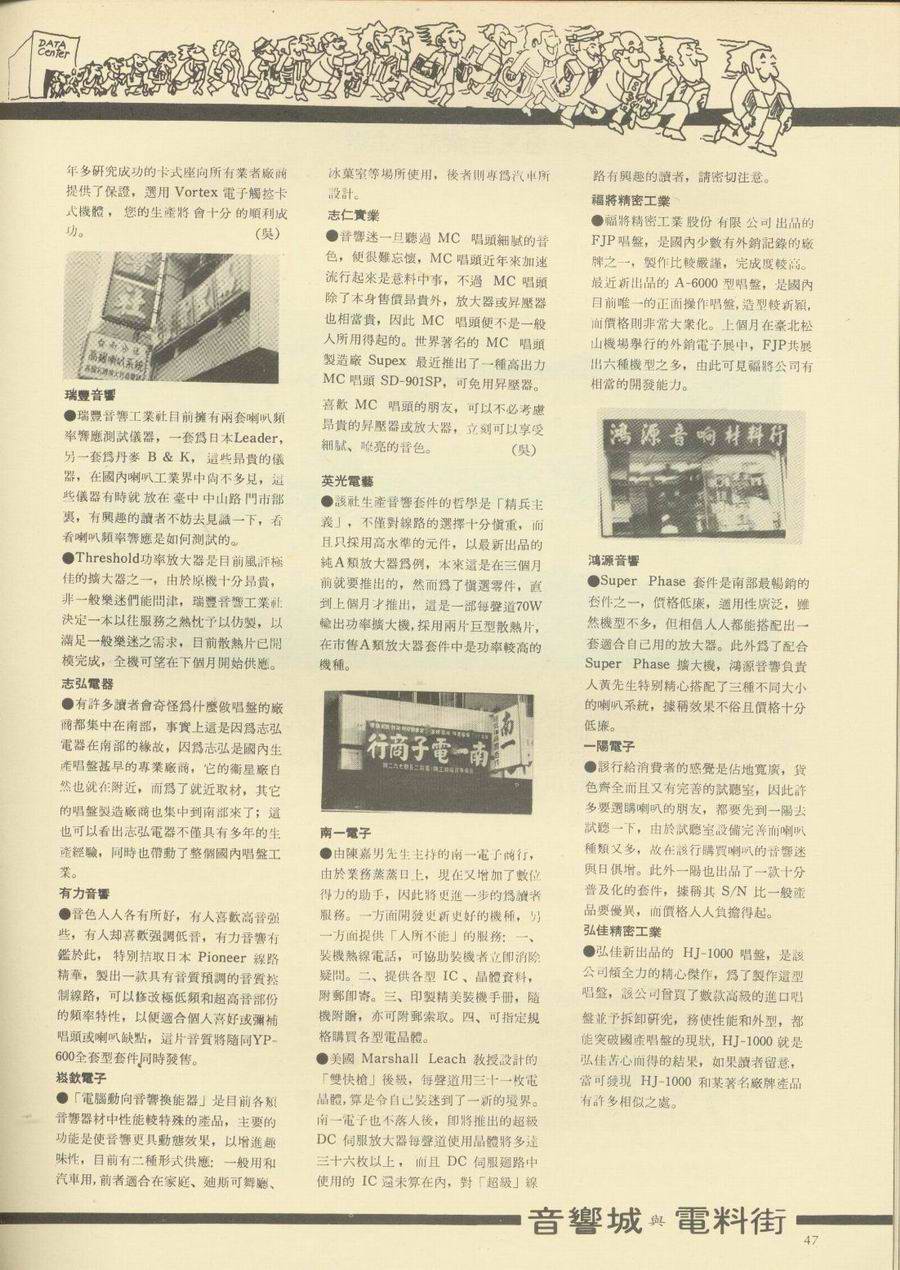 DATA
Center
年多研究成功的卡式座向所有業者廠商
提供了保證，選用 Vortex 電子觸控卡
式機體，您的生產將會十分的順利成
功。 （吳）
瑞豐音響
●瑞豐音響工業社目前擁有兩套喇叭頻
率響應測試儀器，一套爲日本Leader，
另一套爲丹麥 B & K，這些昂貴的儀
器，在國內喇叭工業界中尙不多見，這
些儀器有時就放在臺中中山路門市部
裏，有興趣的讀者不妨去見識一下，看
看喇叭頻率響應是如何測試的。
●Threshold功率放大器是目前風評極
佳的擴大器之一，由於原機十分昂貴，
非一般樂迷們能問津，瑞豐音響工業社
決定一本以往服務之熱忱予以仿製，以
滿足一般樂迷之需求，目前散熱片已開
模完成，全機可望在下個月開始供應。
志弘電器
●有許多讀者會奇怪爲什麼做唱盤的廠
商都集中在南部，事實上這是因爲志弘
電器在南部的緣故，因爲志弘是國內生
產唱盤甚早的專業廠商，它的衛星廠自
然也就在附近，而爲了就近取材，其它
的唱盤製造廠商也集中到南部來了；這
也可以看出志弘電器不僅具有多年的生
產經驗，同時也帶動了整個國內唱盤工
業。
有力音響
●音色人人各有所好，有人喜歡高音强
些，有人却喜歡强調低音，有力音響有
鑑於此，特別拮取日本 Pioneer 線路
精華，製出一款具有音質預調的音質控
制線路，可以修改極低頻和超高音部份
的頻率特性，以便適合個人喜好或彌補
唱頭或喇叭缺點，這片音質將隨同YP-
600全套型套件同時發售。
崧欽電子
●「電腦動向音響換能器」是目前各類
音響器材中性能較特殊的產品，主要的
功能是使音響更具動態效果，以增進趣
味性，目前有二種形式供應：一般用和
汽車用，前者適合在家庭、廸斯可舞廳、
冰菓室等場所使用，後者則專爲汽車所
設計。
志仁實業
●音響迷一旦聽過 MC 唱頭細膩的音
色，便很難忘懷，MC 唱頭近年來加速
流行起來是意料中事，不過 MC 唱頭
除了本身售價昂貴外，放大器或昇壓器
也相當貴，因此 MC 唱頭便不是一般
人所用得起的。世界著名的 MC 唱頭
製造廠 Supex 最近推出了一種高出力
MC 唱頭 SD-901SP，可免用昇壓器。
喜歡 MC 唱頭的朋友，可以不必考慮
昂貴的昇壓器或放大器，立刻可以享受
細膩、嘹亮的音色。 （吳）
英光電藝
●該社生產音響套件的哲學是「精兵主
義」，不僅對線路的選擇十分愼重，而
且只採用高水準的元件，以最新出品的
純A類放大器爲例，本來這是在三個月
前就要推出的，然而爲了愼選零件，直
到上個月才推出，這是一部每聲道70W
輸出功率擴大機，採用兩片巨型散熱片，
在市售A類放大器套件中是功率較高的
機種。
行商子電一南
南一
南一電子
●由陳嘉男先生主持的南一電子商行，
由於業務蒸蒸日上，現在又增加了數位
得力的助手，因此將更進一步的爲讀者
服務。一方面開發更新更好的機種，另
一方面提供「人所不能」的服務：一、
裝機熱線電話，可協助裝機者立即消除
疑問。二、提供各型 IC、晶體資料，
附郵即寄。三、印製精美裝機手冊，隨
機附贈，亦可附郵索取。四、可指定規
格購買各型電晶體。
●美國 Marshall Leach 教授設計的
「雙快槍」後級，每聲道用三十一枚電
晶體，算是令自己裝迷到了一新的境界。
南一電子也不落人後，即將推出的超級
DC 伺服放大器每聲道使用晶體將多達
三十六枚以上，而且 DC 伺服廻路中
使用的 IC 還未算在內，對「超級」線
路有興趣的讀者，請密切注意。
福將精密工業
●福將精密工業股份有限公司出品的
FJP唱盤，是國內少數有外銷記錄的廠
牌之一，製作比較嚴謹，完成度較高。
最近新出品的 A-6000 型唱盤，是國內
目前唯一的正面操作唱盤，造型較新穎，
而價格則非常大衆化。上個月在臺北松
山機場舉行的外銷電子展中，FJP共展
出六種機型之多，由此可見福將公司有
相當的開發能力。
鴻源音响材料行
鴻源音響
●Super Phase 套件是南部最暢銷的
套件之一，價格低廉，適用性廣泛，雖
然機型不多，但相信人人都能搭配出一
套適合自己用的放大器。此外爲了配合
Super Phase 擴大機，鴻源音響負責
人黃先生特別精心搭配了三種不同大小
的喇叭系統，據稱效果不俗且價格十分
低廉。
一陽電子
●該行給消費者的感覺是佔地寬廣，貨
色齊全而且又有完善的試聽室，因此許
多要選購喇叭的朋友，都要先到一陽去
試聽一下，由於試聽室設備完善而喇叭
種類又多，故在該行購買喇叭的音響迷
與日俱增。此外一陽也出品了一款十分
普及化的套件，據稱其 S/N 比一般產
品要優異，而價格人人負擔得起。
弘佳精密工業
●弘佳新出品的 HJ-1000 唱盤，是該
公司傾全力的精心傑作，爲了製作這型
唱盤，該公司曾買了數款高級的進口唱
盤並予拆卸研究，務使性能和外型，都
能突破國產唱盤的現狀，HJ-1000 就是
弘佳苦心而得的結果，如果讀者留意，
當可發現 HJ-1000 和某著名廠牌產品
有許多相似之處。
音響城與電料街
47